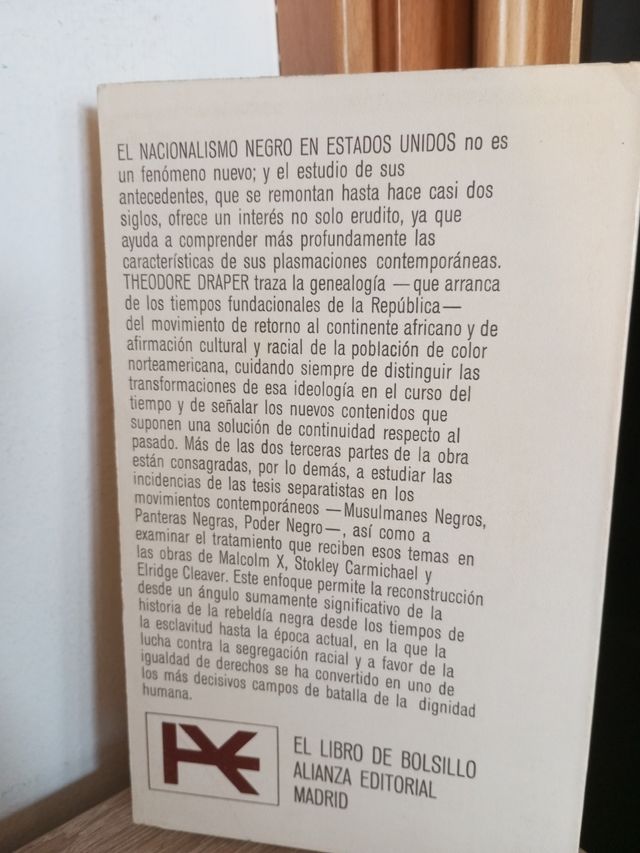 EL NACIONALISMO NEGRO EN ESTADOS UNIDOS no es
un fenómeno nuevo; y el estudio de sus
antecedentes, que se remontan hasta hace casi dos
siglos, ofrece un interés no solo erudito, ya que
ayuda a comprender más profundamente las
características de sus plasmaciones contemporáneas.
THEODORE DRAPER traza la genealogía —que arranca
de los tiempos fundacionales de la República—
del movimiento de retorno al continente africano y de
afirmación cultural y racial de la población de color
norteamericana, cuidando siempre de distinguir las
transformaciones de esa ideología en el curso del
tiempo y de señalar los nuevos contenidos que
suponen una solución de continuidad respecto al
pasado. Más de las dos terceras partes de la obra
están consagradas, por lo demás, a estudiar las
incidencias de las tesis separatistas en los
movimientos contemporáneos —Musulmanes Negros,
Panteras Negras, Poder Negro—, así como a
examinar el tratamiento que reciben esos temas en
las obras de Malcolm X, Stokley Carmichael y
Elridge Cleaver. Este enfoque permite la reconstrucción
desde un ángulo sumamente significativo de la
historia de la rebeldía negra desde los tiempos de
la esclavitud hasta la época actual, en la que la
lucha contra la segregación racial y a favor de la
igualdad de derechos se ha convertido en uno de
los más decisivos campos de batalla de la dignidad
humana.
EL LIBRO DE BOLSILLO
ALIANZA EDITORIAL
MADRID